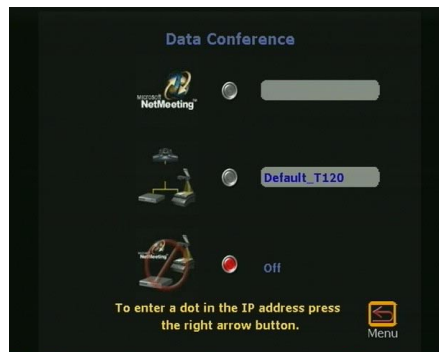 Data Conference
Microsoft
NetMeeting™
Default_T120
NetMeeting
Off
To enter a dot in the IP address press
the right arrow button.
Menu